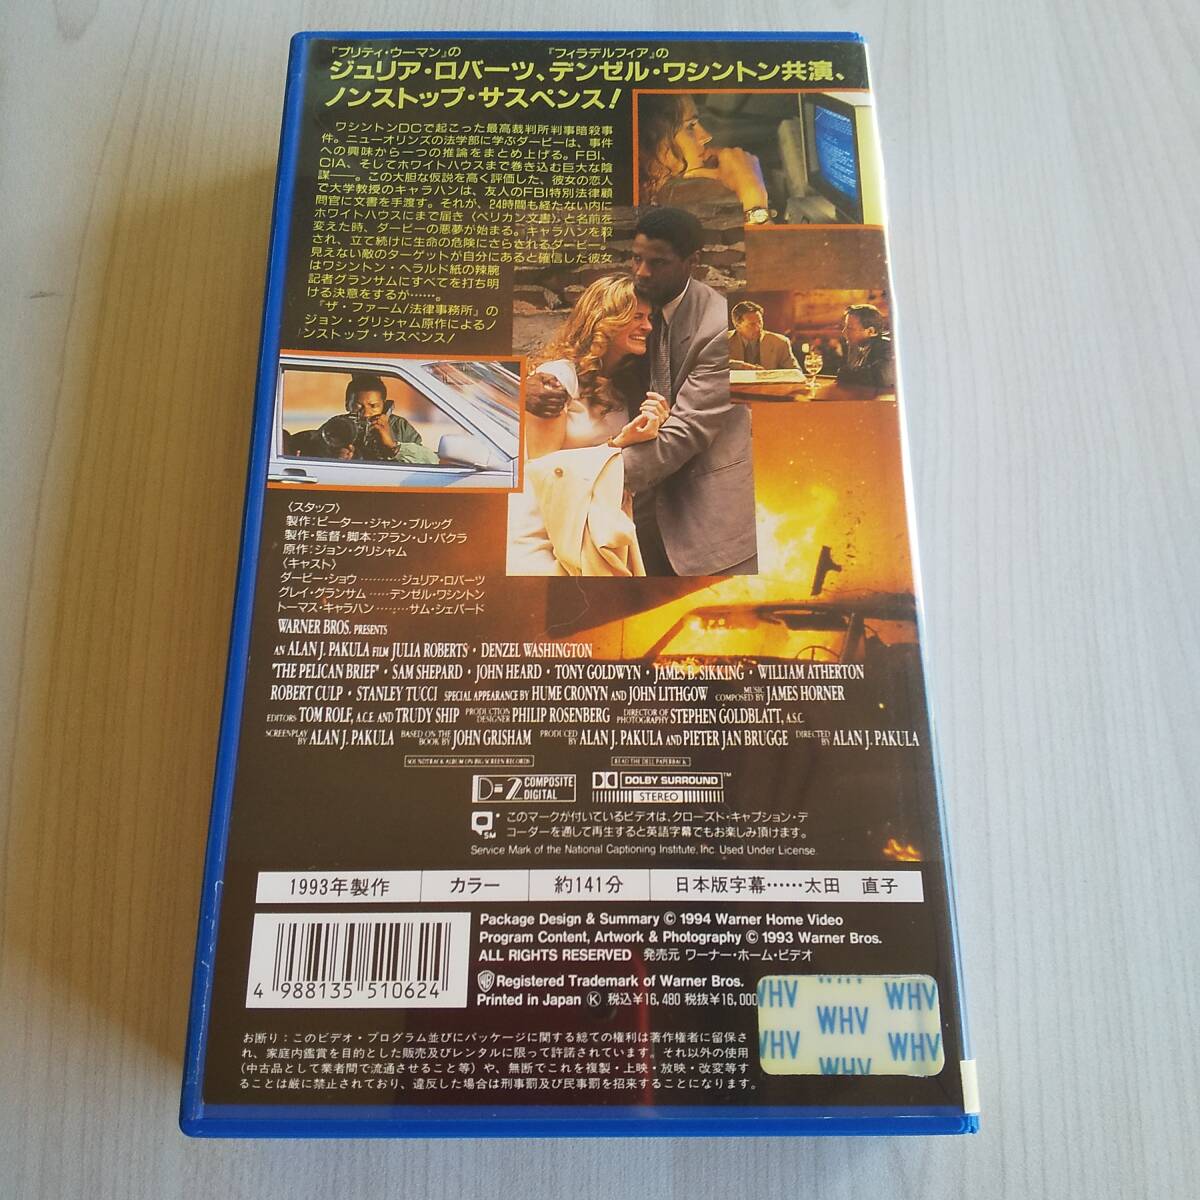 『プリティ・ウーマン』の 『フィラデルフィア』の
ジュリア・ロバーツ、デンゼル・ワシントン共演、
ノンストップ・サスペンス!
ワシントンDCで起こった最高裁判所判事暗殺事
件。ニューオリンズの法学部に学ぶダービーは、事件
への興味から一つの推論をまとめ上げる。FBI、
CIA、そしてホワイトハウスまで巻き込む巨大な陰
謀——。この大胆な仮説を高く評価した、彼女の恋人
で大学教授のキャラハンは、友人のFBI特別法律顧
問官に文書を手渡す。それが、24時間も経たない内に
ホワイトハウスにまで届き〈ペリカン文書〉と名前を
変えた時、ダービーの悪夢が始まる。キャラハンを殺
され、立て続けに生命の危険にさらされるダービー。
見えない敵のターゲットが自分にあると確信した彼女
はワシントン・ヘラルド紙の辣腕
記者グランサムにすべてを打ち明
ける決意をするが……。
『ザ・ファーム/法律事務所』の
ジョン・グリシャム原作によるノ
ンストップ・サスペンス!
〈スタッフ〉
製作:ピーター・ジャン・ブルッグ
製作・監督・脚本:アラン・J・パクラ
原作:ジョン・グリシャム
〈キャスト〉
ダービー・ショウ………ジュリア・ロバーツ
グレイ・グランサム……デンゼル・ワシントン
トーマス・キャラハン……サム・シェパード
WARNER BROS. PRESENTS
AN ALAN J. PAKULA FILM JULIA ROBERTS · DENZEL WASHINGTON
"THE PELICAN BRIEF" · SAM SHEPARD · JOHN HEARD · TONY GOLDWYN · JAMES B. SIKKING · WILLIAM ATHERTON
ROBERT CULP · STANLEY TUCCI SPECIAL APPEARANCE BY HUME CRONYN AND JOHN LITHGOW MUSIC COMPOSED BY JAMES HORNER
EDITORS TOM ROLF, A.C.E. AND TRUDY SHIP PRODUCTION DESIGNER PHILIP ROSENBERG DIRECTOR OF PHOTOGRAPHY STEPHEN GOLDBLATT, A.S.C.
SCREENPLAY BY ALAN J. PAKULA BASED ON THE BOOK BY JOHN GRISHAM PRODUCED BY ALAN J. PAKULA AND PIETER JAN BRUGGE DIRECTED BY ALAN J. PAKULA
SOUNDTRACK ALBUM ON BIG SCREEN RECORDS READ THE DELL PAPERBACK
D-2 COMPOSITE DIGITAL DOLBY SURROUND™
STEREO
このマークが付いているビデオは、クローズト・キャプション・デ
コーダーを通して再生すると英語字幕でもお楽しみ頂けます。
SM
Service Mark of the National Captioning Institute, Inc. Used Under License.
1993年製作 カラー 約141分 日本版字幕……太田 直子
Package Design & Summary © 1994 Warner Home Video
Program Content, Artwork & Photography © 1993 Warner Bros.
ALL RIGHTS RESERVED 発売元 ワーナー・ホーム・ビデオ
WB Registered Trademark of Warner Bros.
Printed in Japan Ⓚ 税込¥16,480 税抜¥16,000
4 988135 510624
WHV WHV WHV
WHV
WHV WHV
WHV
お断り:このビデオ・プログラム並びにパッケージに関する総ての権利は著作権者に留保さ
れ、家庭内鑑賞を目的とした販売及びレンタルに限って許諾されています。それ以外の使用
(中古品として業者間で流通させること等)や、無断でこれを複製・上映・放映・改変等す
ることは厳に禁止されており、違反した場合は刑事罰及び民事罰を招来することになります。